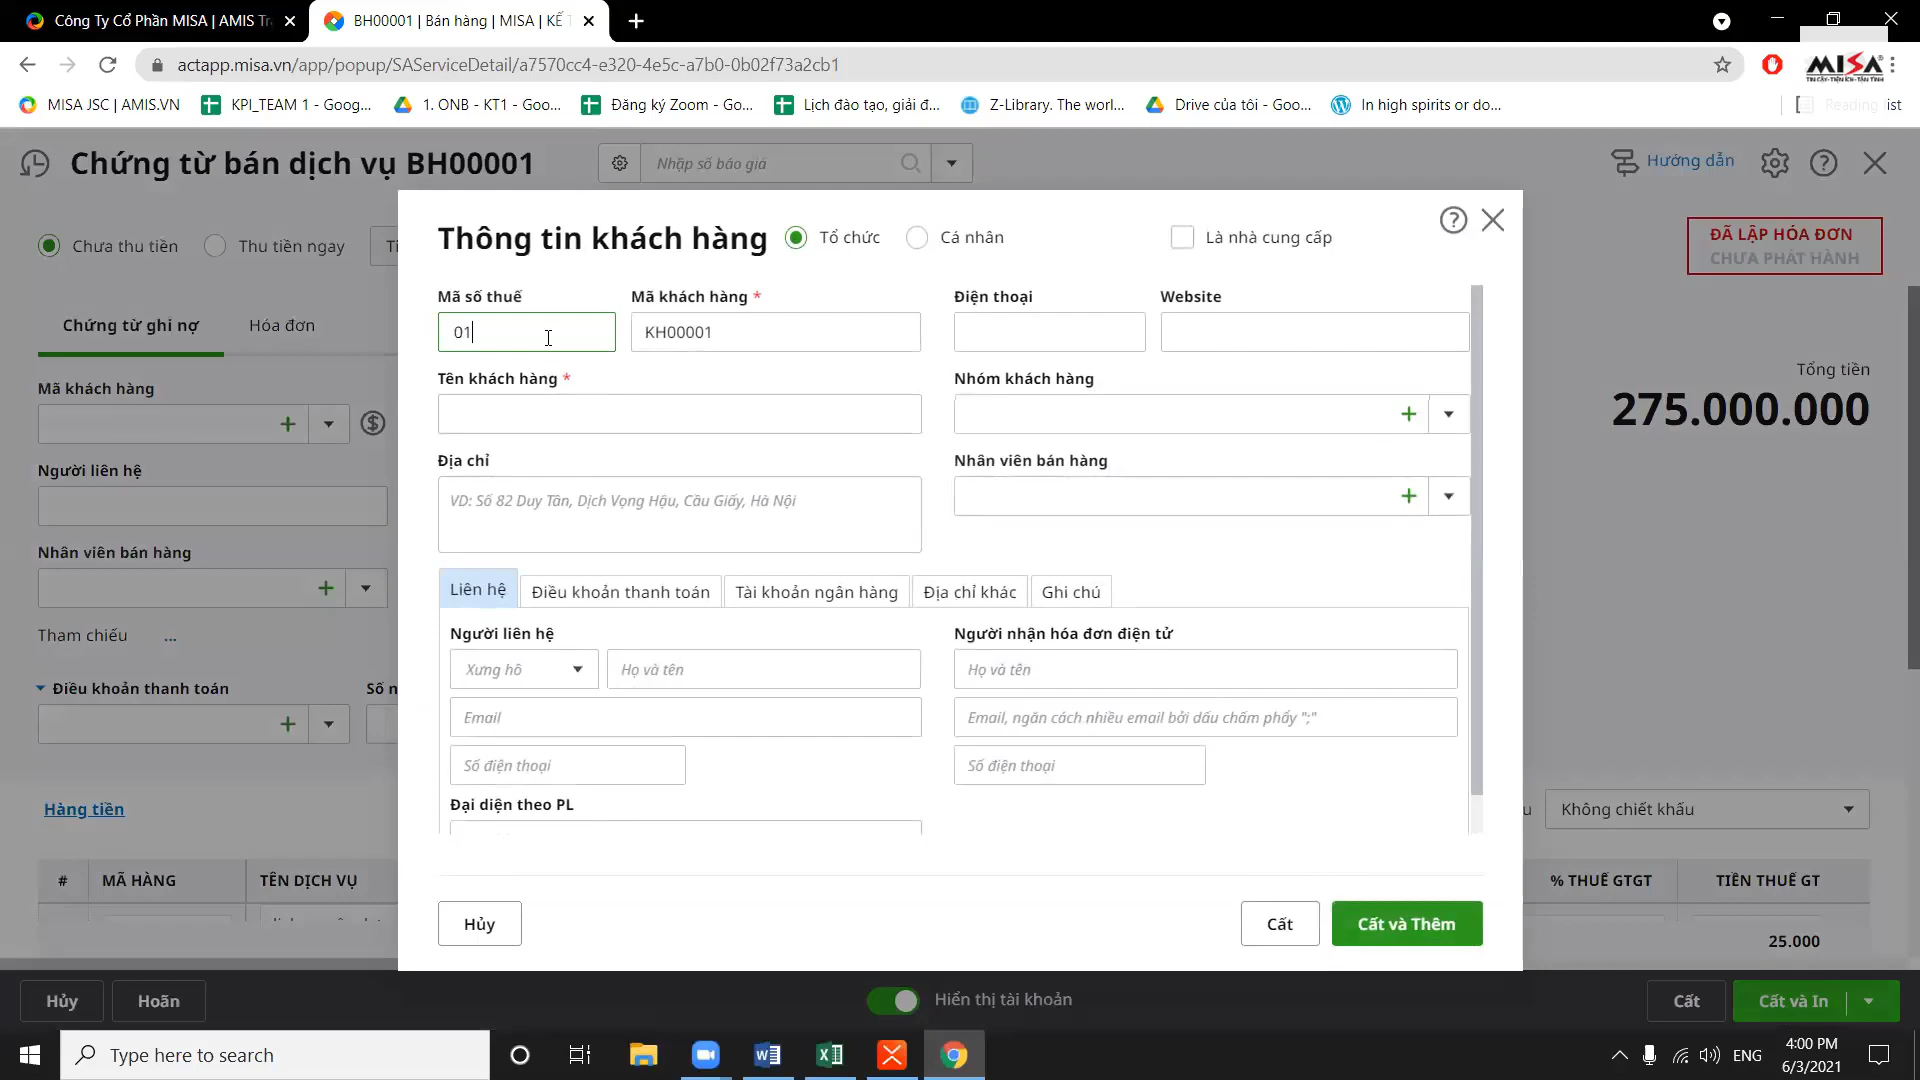 Công Ty Cổ Phần MISA | AMIS Tr
BH00001 | Bán hàng | MISA | KẾ T
actapp.misa.vn/app/popup/SAServiceDetail/a7570cc4-e320-4e5c-a7b0-0b02f73a2cb1
MISA
TIN CẬY - TIỆN ÍCH - TẬN TÌNH
MISA JSC | AMIS.VN
KPI_TEAM 1 - Goog...
1. ONB - KT1 - Goo...
Đăng ký Zoom - Go...
Lịch đào tạo, giải đ...
Z-Library. The worl...
Drive của tôi - Goo...
In high spirits or do...
Reading list
Chứng từ bán dịch vụ BH00001
Nhập số báo giá
Hướng dẫn
Chưa thu tiền
Thu tiền ngay
Ti
ĐÃ LẬP HÓA ĐƠN
CHƯA PHÁT HÀNH
Chứng từ ghi nợ
Hóa đơn
Mã khách hàng
Người liên hệ
Nhân viên bán hàng
Tham chiếu ...
Điều khoản thanh toán
Số n
Tổng tiền
275.000.000
Hàng tiền
u
Không chiết khấu
# MÃ HÀNG TÊN DỊCH VỤ % THUẾ GTGT TIỀN THUẾ GT
25.000
Thông tin khách hàng
Tổ chức
Cá nhân
Là nhà cung cấp
Mã số thuế
Mã khách hàng *
Điện thoại
Website
01
KH00001
Tên khách hàng *
Nhóm khách hàng
Địa chỉ
Nhân viên bán hàng
VD: Số 82 Duy Tân, Dịch Vọng Hậu, Cầu Giấy, Hà Nội
Liên hệ
Điều khoản thanh toán
Tài khoản ngân hàng
Địa chỉ khác
Ghi chú
Người liên hệ
Người nhận hóa đơn điện tử
Xưng hô
Họ và tên
Họ và tên
Email
Email, ngăn cách nhiều email bởi dấu chấm phẩy ";"
Số điện thoại
Số điện thoại
Đại diện theo PL
Hủy
Cất
Cất và Thêm
Hủy
Hoãn
Hiển thị tài khoản
Cất
Cất và In
Type here to search
ENG
4:00 PM
6/3/2021